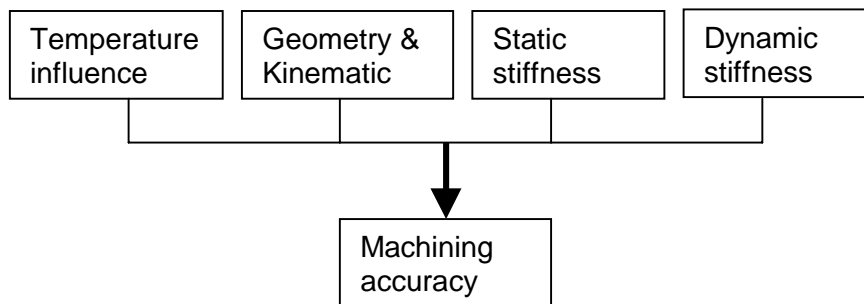 Temperature
influence
Geometry &
Kinematic
Static
stiffness
Dynamic
stiffness
Machining
accuracy